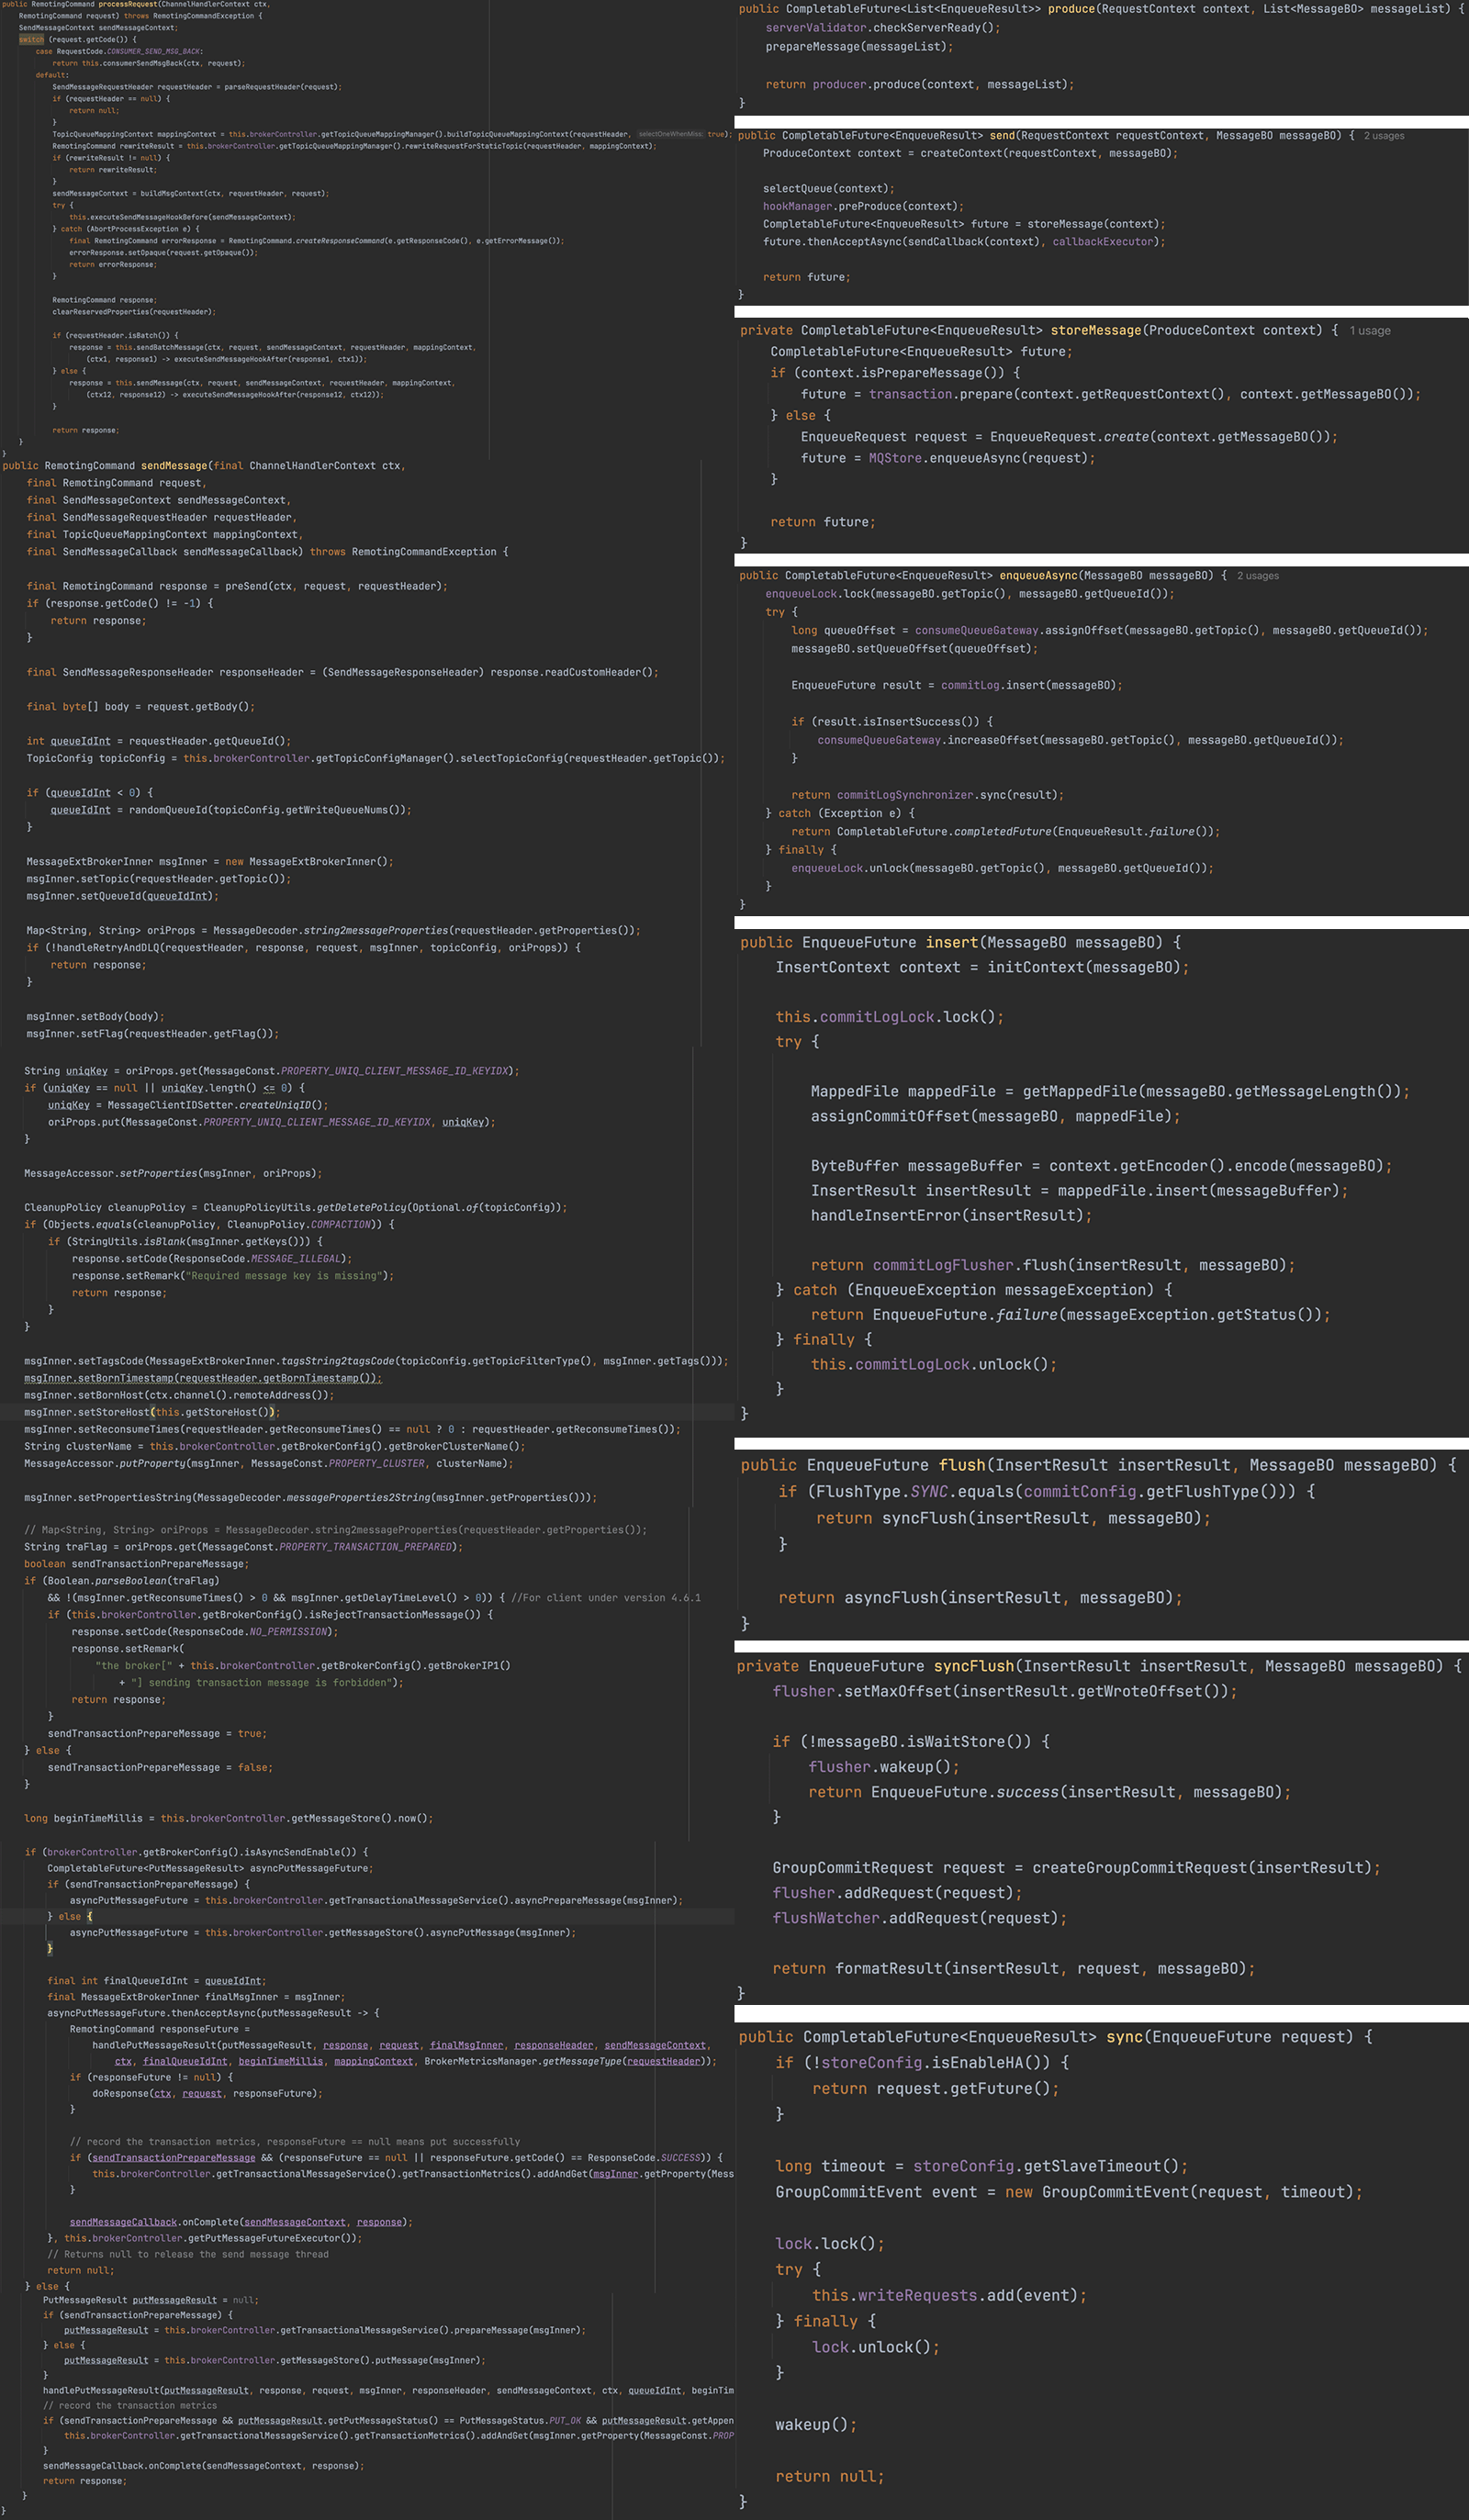 public RemotingCommand processRequest(ChannelHandlerContext ctx,
RemotingCommand request) throws RemotingCommandException {
SendMessageContext sendMessageContext;
switch (request.getCode()) {
case RequestCode.CONSUMER_SEND_MSG_BACK:
return this.consumerSendMsgBack(ctx, request);
default:
SendMessageRequestHeader requestHeader = parseRequestHeader(request);
if (requestHeader == null) {
return null;
}
TopicQueueMappingContext mappingContext = this.brokerController.getTopicQueueMappingManager().buildTopicQueueMappingContext(requestHeader, selectOneWhenMiss: true);
RemotingCommand rewriteResult = this.brokerController.getTopicQueueMappingManager().rewriteRequestForStaticTopic(requestHeader, mappingContext);
if (rewriteResult != null) {
return rewriteResult;
}
sendMessageContext = buildMsgContext(ctx, requestHeader, request);
try {
this.executeSendMessageHookBefore(sendMessageContext);
} catch (AbortProcessException e) {
final RemotingCommand errorResponse = RemotingCommand.createResponseCommand(e.getResponseCode(), e.getErrorMessage());
errorResponse.setOpaque(request.getOpaque());
return errorResponse;
}
RemotingCommand response;
clearReservedProperties(requestHeader);
if (requestHeader.isBatch()) {
response = this.sendBatchMessage(ctx, request, sendMessageContext, requestHeader, mappingContext,
(ctx1, response1) -> executeSendMessageHookAfter(response1, ctx1));
} else {
response = this.sendMessage(ctx, request, sendMessageContext, requestHeader, mappingContext,
(ctx12, response12) -> executeSendMessageHookAfter(response12, ctx12));
}
return response;
}
}
public RemotingCommand sendMessage(final ChannelHandlerContext ctx,
final RemotingCommand request,
final SendMessageContext sendMessageContext,
final SendMessageRequestHeader requestHeader,
final TopicQueueMappingContext mappingContext,
final SendMessageCallback sendMessageCallback) throws RemotingCommandException {
final RemotingCommand response = preSend(ctx, request, requestHeader);
if (response.getCode() != -1) {
return response;
}
final SendMessageResponseHeader responseHeader = (SendMessageResponseHeader) response.readCustomHeader();
final byte[] body = request.getBody();
int queueIdInt = requestHeader.getQueueId();
TopicConfig topicConfig = this.brokerController.getTopicConfigManager().selectTopicConfig(requestHeader.getTopic());
if (queueIdInt < 0) {
queueIdInt = randomQueueId(topicConfig.getWriteQueueNums());
}
MessageExtBrokerInner msgInner = new MessageExtBrokerInner();
msgInner.setTopic(requestHeader.getTopic());
msgInner.setQueueId(queueIdInt);
Map<String, String> oriProps = MessageDecoder.string2messageProperties(requestHeader.getProperties());
if (!handleRetryAndDLQ(requestHeader, response, request, msgInner, topicConfig, oriProps)) {
return response;
}
msgInner.setBody(body);
msgInner.setFlag(requestHeader.getFlag());
String uniqKey = oriProps.get(MessageConst.PROPERTY_UNIQ_CLIENT_MESSAGE_ID_KEYIDX);
if (uniqKey == null || uniqKey.length() <= 0) {
uniqKey = MessageClientIDSetter.createUniqID();
oriProps.put(MessageConst.PROPERTY_UNIQ_CLIENT_MESSAGE_ID_KEYIDX, uniqKey);
}
MessageAccessor.setProperties(msgInner, oriProps);
CleanupPolicy cleanupPolicy = CleanupPolicyUtils.getDeletePolicy(Optional.of(topicConfig));
if (Objects.equals(cleanupPolicy, CleanupPolicy.COMPACTION)) {
if (StringUtils.isBlank(msgInner.getKeys())) {
response.setCode(ResponseCode.MESSAGE_ILLEGAL);
response.setRemark("Required message key is missing");
return response;
}
}
msgInner.setTagsCode(MessageExtBrokerInner.tagsString2tagsCode(topicConfig.getTopicFilterType(), msgInner.getTags()));
msgInner.setBornTimestamp(requestHeader.getBornTimestamp());
msgInner.setBornHost(ctx.channel().remoteAddress());
msgInner.setStoreHost(this.getStoreHost());
msgInner.setReconsumeTimes(requestHeader.getReconsumeTimes() == null ? 0 : requestHeader.getReconsumeTimes());
String clusterName = this.brokerController.getBrokerConfig().getBrokerClusterName();
MessageAccessor.putProperty(msgInner, MessageConst.PROPERTY_CLUSTER, clusterName);
msgInner.setPropertiesString(MessageDecoder.messageProperties2String(msgInner.getProperties()));
// Map<String, String> oriProps = MessageDecoder.string2messageProperties(requestHeader.getProperties());
String traFlag = oriProps.get(MessageConst.PROPERTY_TRANSACTION_PREPARED);
boolean sendTransactionPrepareMessage;
if (Boolean.parseBoolean(traFlag)
&& !(msgInner.getReconsumeTimes() > 0 && msgInner.getDelayTimeLevel() > 0)) { //For client under version 4.6.1
if (this.brokerController.getBrokerConfig().isRejectTransactionMessage()) {
response.setCode(ResponseCode.NO_PERMISSION);
response.setRemark(
"the broker[" + this.brokerController.getBrokerConfig().getBrokerIP1()
+ "] sending transaction message is forbidden");
return response;
}
sendTransactionPrepareMessage = true;
} else {
sendTransactionPrepareMessage = false;
}
long beginTimeMillis = this.brokerController.getMessageStore().now();
if (brokerController.getBrokerConfig().isAsyncSendEnable()) {
CompletableFuture<PutMessageResult> asyncPutMessageFuture;
if (sendTransactionPrepareMessage) {
asyncPutMessageFuture = this.brokerController.getTransactionalMessageService().asyncPrepareMessage(msgInner);
} else {
asyncPutMessageFuture = this.brokerController.getMessageStore().asyncPutMessage(msgInner);
}
final int finalQueueIdInt = queueIdInt;
final MessageExtBrokerInner finalMsgInner = msgInner;
asyncPutMessageFuture.thenAcceptAsync(putMessageResult -> {
RemotingCommand responseFuture =
handlePutMessageResult(putMessageResult, response, request, finalMsgInner, responseHeader, sendMessageContext,
ctx, finalQueueIdInt, beginTimeMillis, mappingContext, BrokerMetricsManager.getMessageType(requestHeader));
if (responseFuture != null) {
doResponse(ctx, request, responseFuture);
}
// record the transaction metrics, responseFuture == null means put successfully
if (sendTransactionPrepareMessage && (responseFuture == null || responseFuture.getCode() == ResponseCode.SUCCESS)) {
this.brokerController.getTransactionalMessageService().getTransactionMetrics().addAndGet(msgInner.getProperty(Mess
}
sendMessageCallback.onComplete(sendMessageContext, response);
}, this.brokerController.getPutMessageFutureExecutor());
// Returns null to release the send message thread
return null;
} else {
PutMessageResult putMessageResult = null;
if (sendTransactionPrepareMessage) {
putMessageResult = this.brokerController.getTransactionalMessageService().prepareMessage(msgInner);
} else {
putMessageResult = this.brokerController.getMessageStore().putMessage(msgInner);
}
handlePutMessageResult(putMessageResult, response, request, msgInner, responseHeader, sendMessageContext, ctx, queueIdInt, beginTim
// record the transaction metrics
if (sendTransactionPrepareMessage && putMessageResult.getPutMessageStatus() == PutMessageStatus.PUT_OK && putMessageResult.getAppen
this.brokerController.getTransactionalMessageService().getTransactionMetrics().addAndGet(msgInner.getProperty(MessageConst.PROP
}
sendMessageCallback.onComplete(sendMessageContext, response);
return response;
}
}
public CompletableFuture<List<EnqueueResult>> produce(RequestContext context, List<MessageBO> messageList) {
serverValidator.checkServerReady();
prepareMessage(messageList);
return producer.produce(context, messageList);
}
public CompletableFuture<EnqueueResult> send(RequestContext requestContext, MessageBO messageBO) { 2 usages
ProduceContext context = createContext(requestContext, messageBO);
selectQueue(context);
hookManager.preProduce(context);
CompletableFuture<EnqueueResult> future = storeMessage(context);
future.thenAcceptAsync(sendCallback(context), callbackExecutor);
return future;
}
private CompletableFuture<EnqueueResult> storeMessage(ProduceContext context) { 1 usage
CompletableFuture<EnqueueResult> future;
if (context.isPrepareMessage()) {
future = transaction.prepare(context.getRequestContext(), context.getMessageBO());
} else {
EnqueueRequest request = EnqueueRequest.create(context.getMessageBO());
future = MQStore.enqueueAsync(request);
}
return future;
}
public CompletableFuture<EnqueueResult> enqueueAsync(MessageBO messageBO) { 2 usages
enqueueLock.lock(messageBO.getTopic(), messageBO.getQueueId());
try {
long queueOffset = consumeQueueGateway.assignOffset(messageBO.getTopic(), messageBO.getQueueId());
messageBO.setQueueOffset(queueOffset);
EnqueueFuture result = commitLog.insert(messageBO);
if (result.isInsertSuccess()) {
consumeQueueGateway.increaseOffset(messageBO.getTopic(), messageBO.getQueueId());
}
return commitLogSynchronizer.sync(result);
} catch (Exception e) {
return CompletableFuture.completedFuture(EnqueueResult.failure());
} finally {
enqueueLock.unlock(messageBO.getTopic(), messageBO.getQueueId());
}
}
public EnqueueFuture insert(MessageBO messageBO) {
InsertContext context = initContext(messageBO);
this.commitLogLock.lock();
try {
MappedFile mappedFile = getMappedFile(messageBO.getMessageLength());
assignCommitOffset(messageBO, mappedFile);
ByteBuffer messageBuffer = context.getEncoder().encode(messageBO);
InsertResult insertResult = mappedFile.insert(messageBuffer);
handleInsertError(insertResult);
return commitLogFlusher.flush(insertResult, messageBO);
} catch (EnqueueException messageException) {
return EnqueueFuture.failure(messageException.getStatus());
} finally {
this.commitLogLock.unlock();
}
}
public EnqueueFuture flush(InsertResult insertResult, MessageBO messageBO) {
if (FlushType.SYNC.equals(commitConfig.getFlushType())) {
return syncFlush(insertResult, messageBO);
}
return asyncFlush(insertResult, messageBO);
}
private EnqueueFuture syncFlush(InsertResult insertResult, MessageBO messageBO) {
flusher.setMaxOffset(insertResult.getWroteOffset());
if (!messageBO.isWaitStore()) {
flusher.wakeup();
return EnqueueFuture.success(insertResult, messageBO);
}
GroupCommitRequest request = createGroupCommitRequest(insertResult);
flusher.addRequest(request);
flushWatcher.addRequest(request);
return formatResult(insertResult, request, messageBO);
}
public CompletableFuture<EnqueueResult> sync(EnqueueFuture request) {
if (!storeConfig.isEnableHA()) {
return request.getFuture();
}
long timeout = storeConfig.getSlaveTimeout();
GroupCommitEvent event = new GroupCommitEvent(request, timeout);
lock.lock();
try {
this.writeRequests.add(event);
} finally {
lock.unlock();
}
wakeup();
return null;
}